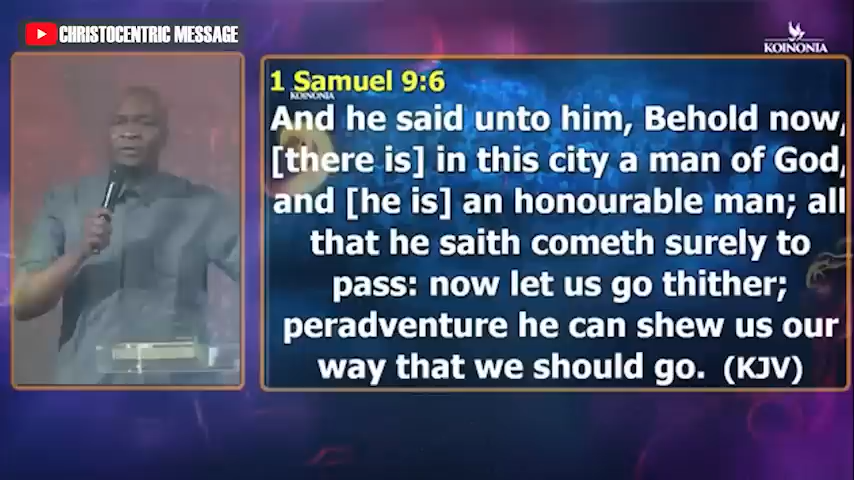 CHRISTOCENTRIC MESSAGE
KOINONIA
1 Samuel 9:6
KOINONIA
And he said unto him, Behold now,
[there is] in this city a man of God,
and [he is] an honourable man; all
that he saith cometh surely to
pass: now let us go thither;
peradventure he can shew us our
way that we should go. (KJV)